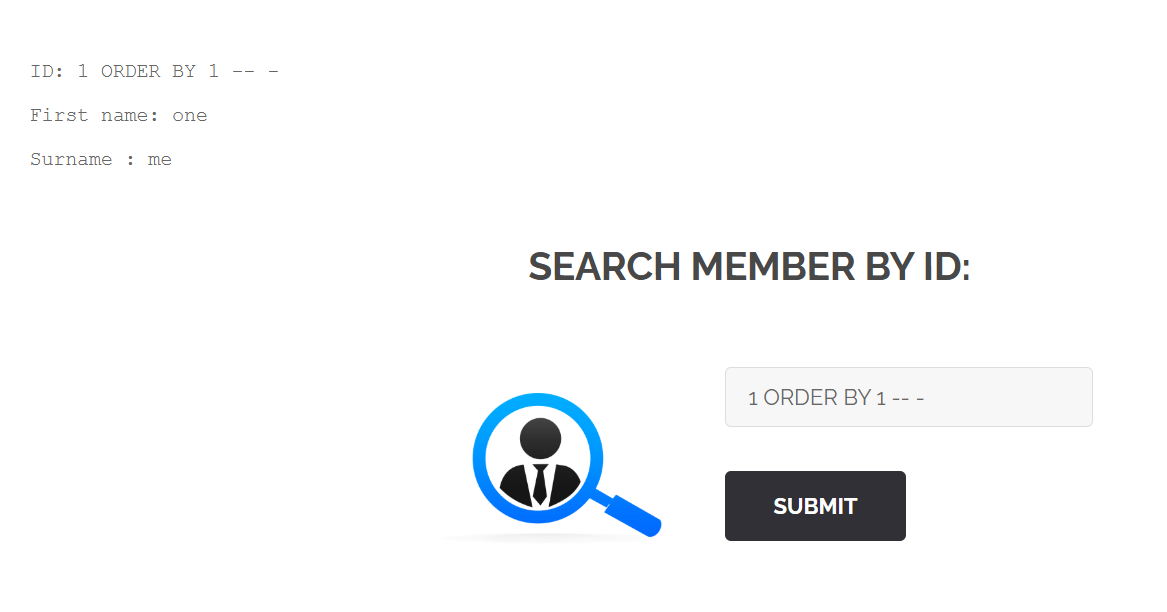 ID: 1 ORDER BY 1 -- -
First name: one
Surname : me
SEARCH MEMBER BY ID:
1 ORDER BY 1 -- -
SUBMIT